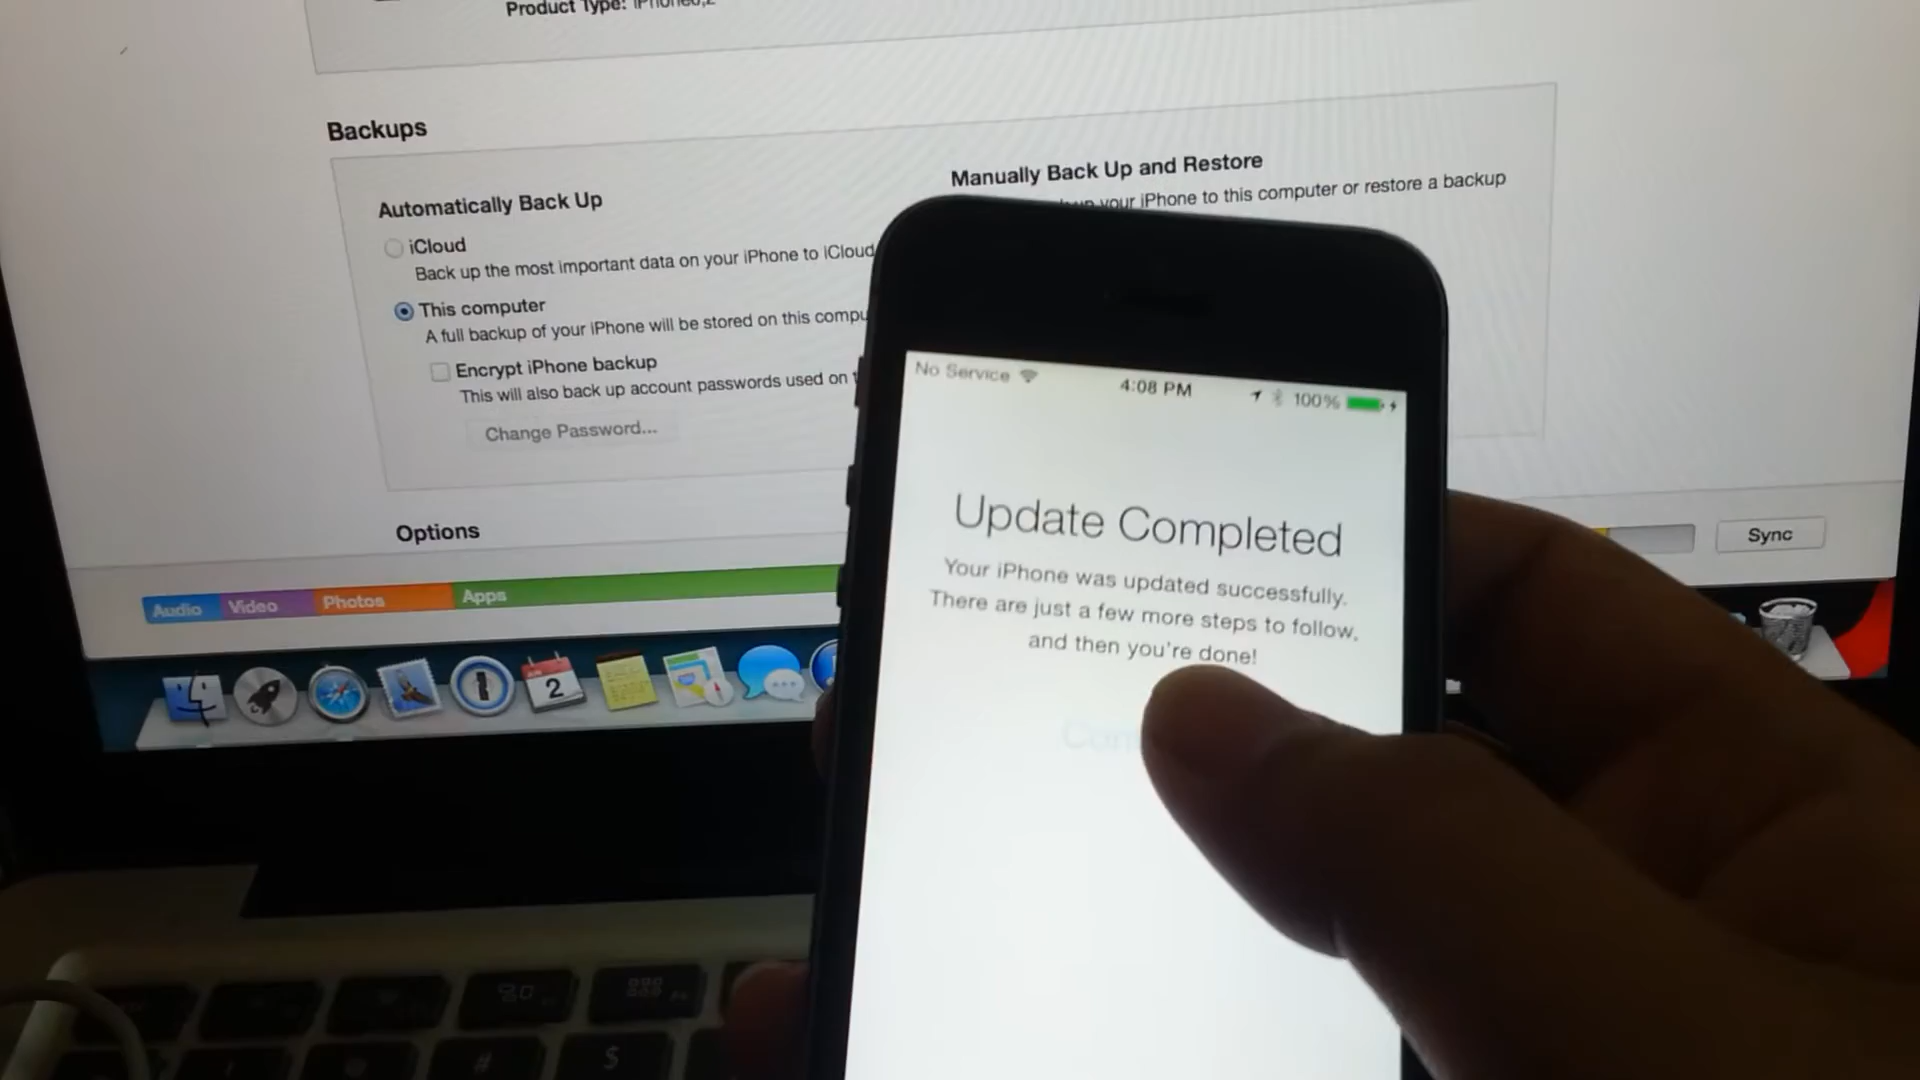 Product Type:
Backups
Automatically Back Up
iCloud
Back up the most important data on your iPhone to iCloud
This computer
A full backup of your iPhone will be stored on this compu
Encrypt iPhone backup
This will also back up account passwords used on
Change Password...
Manually Back Up and Restore
your iPhone to this computer or restore a backup
Options
Audio Video Photos Apps
Sync
2
No Service 4:08 PM 100%
Update Completed
Your iPhone was updated successfully.
There are just a few more steps to follow,
and then you're done!
Con
#
$